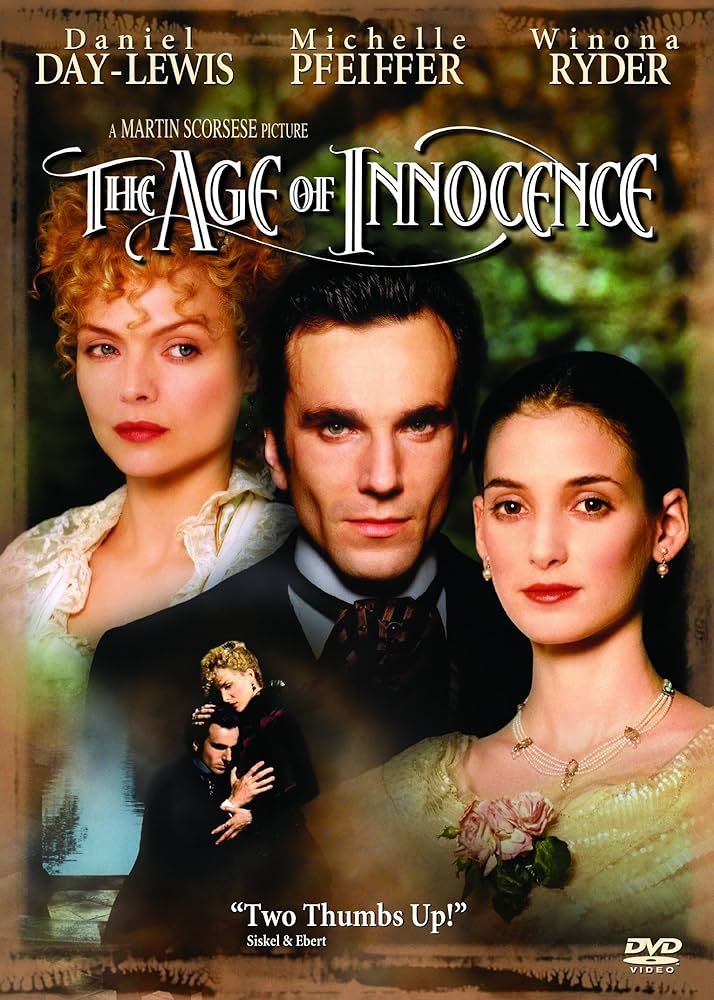 Daniel Michelle Winona
DAY-LEWIS PFEIFFER RYDER
A MARTIN SCORSESE PICTURE
THE AGE OF INNOCENCE
“Two Thumbs Up!”
Siskel & Ebert
DVD
VIDEO